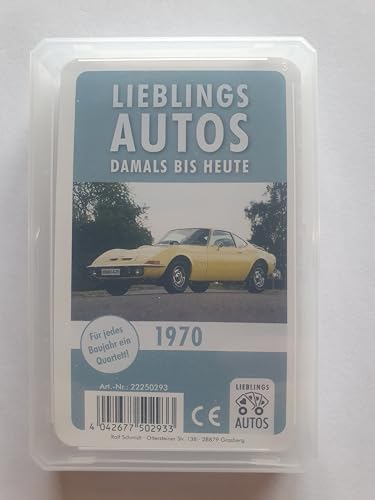 LIEBLINGS
AUTOS
DAMALS BIS HEUTE
1970
Für jedes
Baujahr ein
Quartett!
Art.-Nr.: 22250293
4 042677 502933
CE
LIEBLINGS
AUTOS
Ralf Schmidt · Ottersteiner Str. 138 · 28879 Grasberg